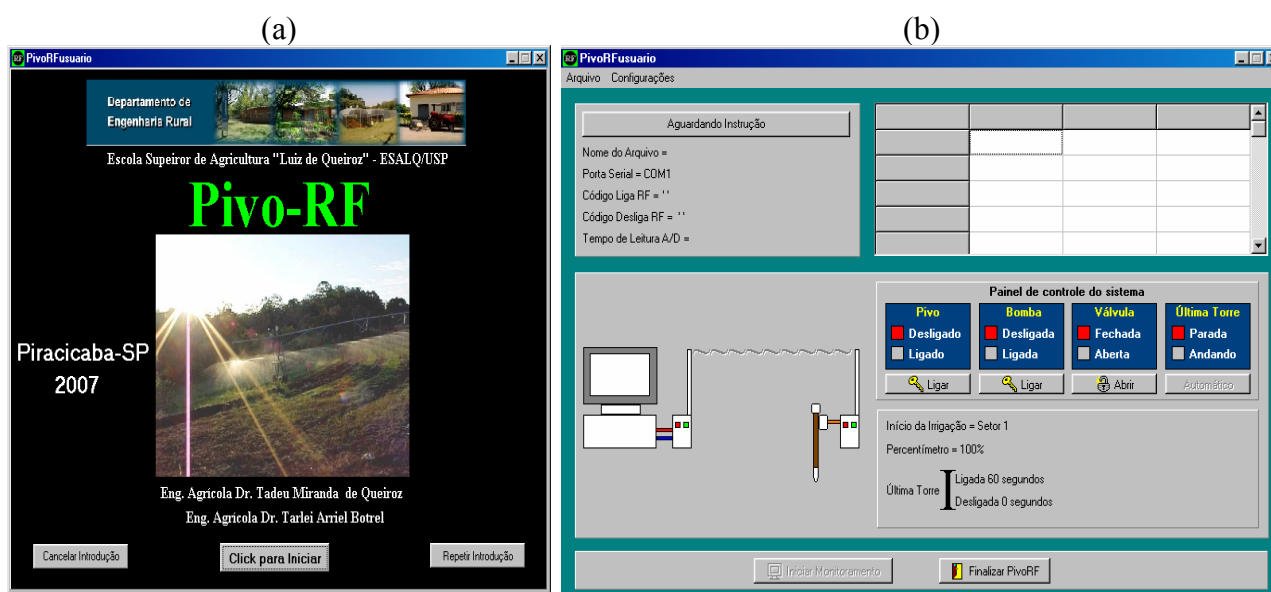 (a)
PivoRFusuario
Departamento de
Engenharia Rural
Escola Supeiror de Agricultura "Luiz de Queiroz" - ESALQ/USP
Pivo-RF
Piracicaba-SP
2007
Eng. Agrícola Dr. Tadeu Miranda de Queiroz
Eng. Agrícola Dr. Tarlei Arriel Botrel
Cancelar Introdução
Click para Iniciar
Repetir Introdução
(b)
PivoRFusuario
Arquivo Configurações
Aguardando Instrução
Nome do Arquivo =
Porta Serial = COM1
Código Liga RF = ' '
Código Desliga RF = ' '
Tempo de Leitura A/D =
Painel de controle do sistema
Pivo
Desligado
Ligado
Ligar
Bomba
Desligada
Ligada
Ligar
Válvula
Fechada
Aberta
Abrir
Última Torre
Parada
Andando
Automático
Início da Irrigação = Setor 1
Percentímetro = 100%
Última Torre
Ligada 60 segundos
Desligada 0 segundos
Iniciar Monitoramento
Finalizar PivoRF